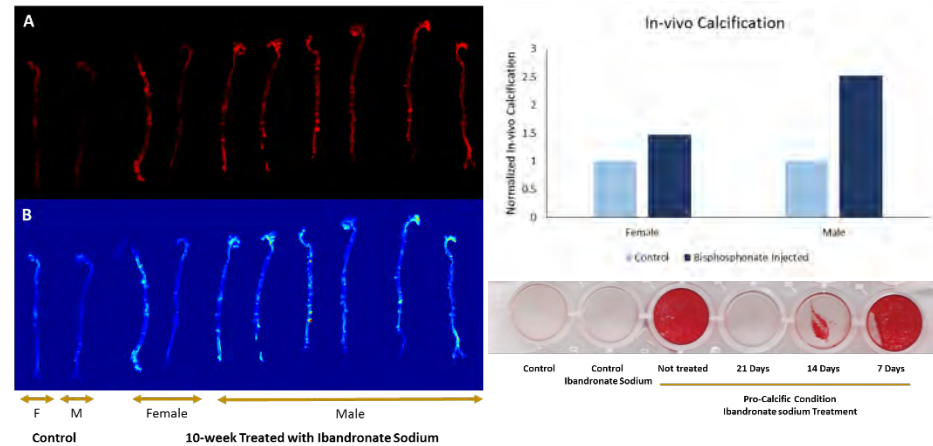 A
B
F
M
Female
Male
Control
10-week Treated with Ibandronate Sodium
In-vivo Calcification
Normalized In-vivo Calcification
3
2.5
2
1.5
1
0.5
0
Female
Male
Control
Bisphosphonate Injected
Control
Control
Ibandronate Sodium
Not treated
21 Days
14 Days
7 Days
Pro-Calcific Condition
Ibandronate sodium Treatment